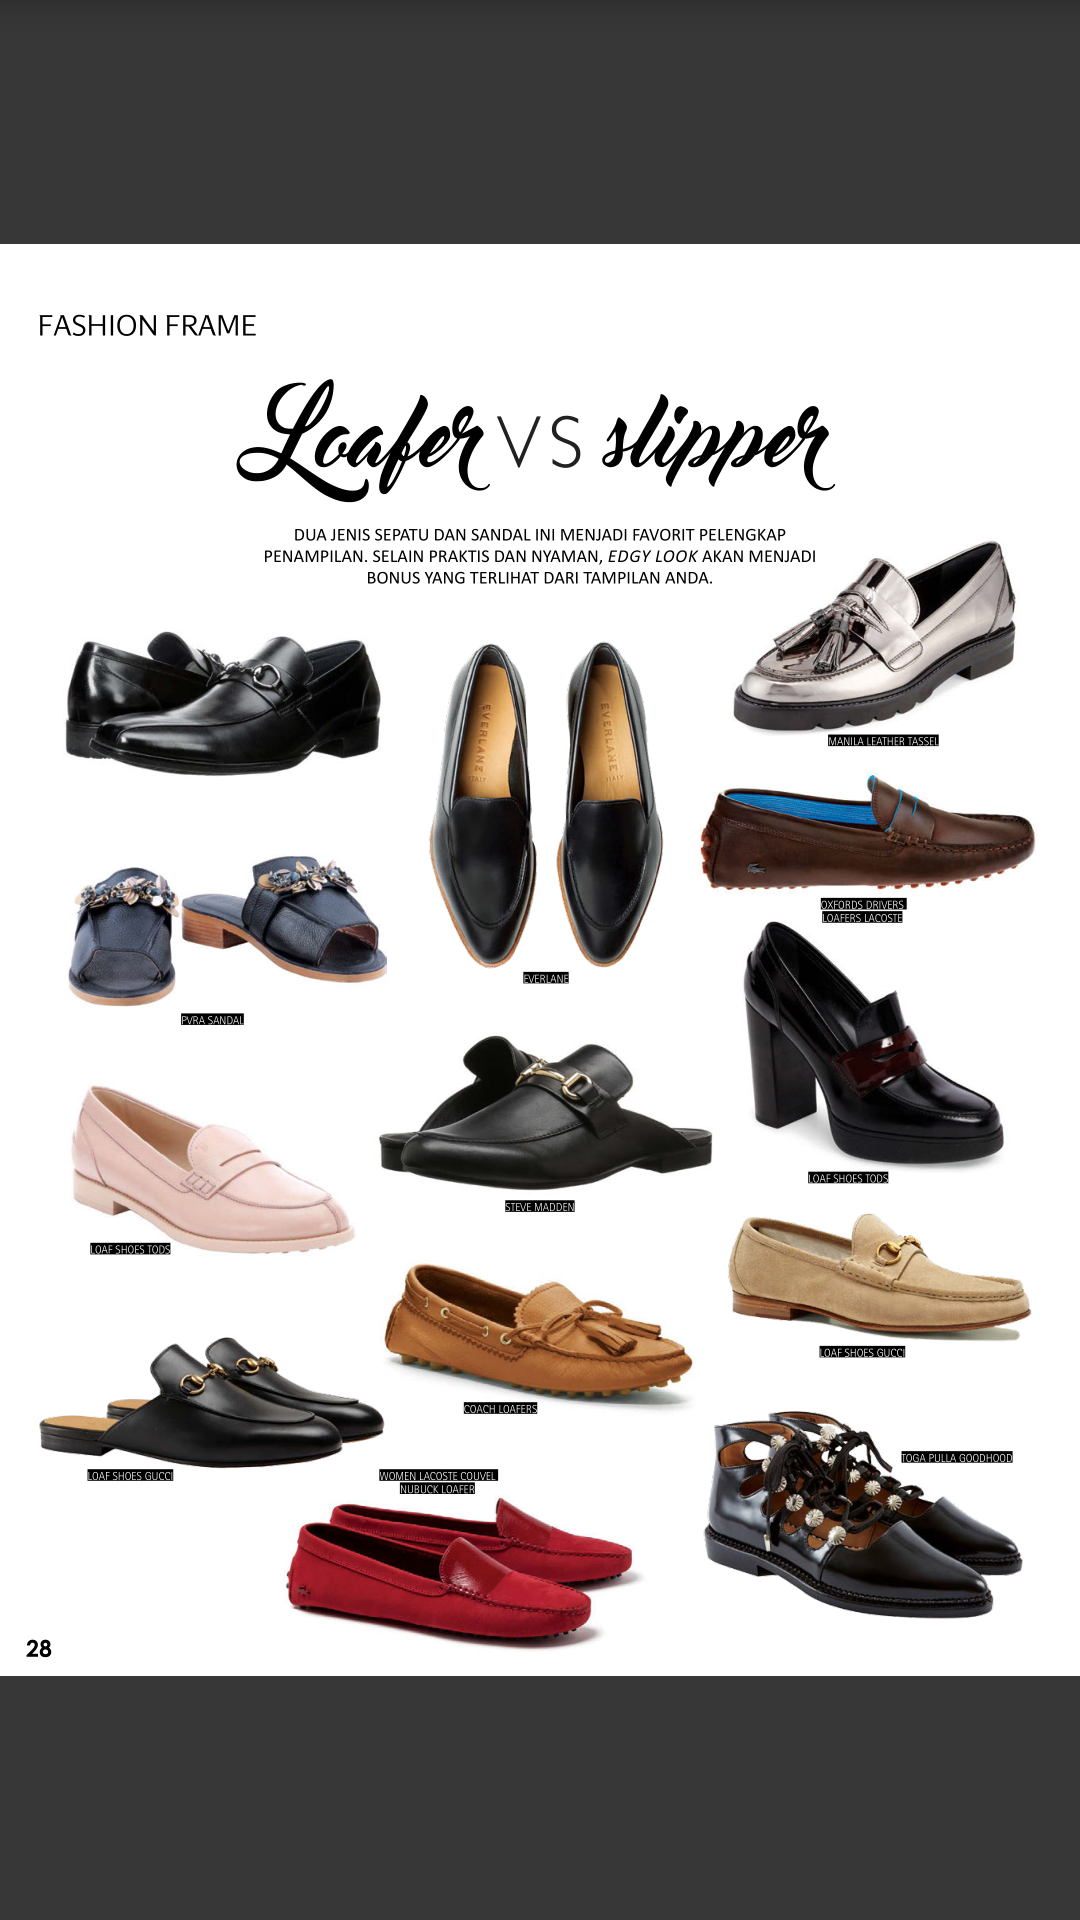 FASHION FRAME
Loafer VS slipper
DUA JENIS SEPATU DAN SANDAL INI MENJADI FAVORIT PELENGKAP
PENAMPILAN. SELAIN PRAKTIS DAN NYAMAN, EDGY LOOK AKAN MENJADI
BONUS YANG TERLIHAT DARI TAMPILAN ANDA.
MANILA LEATHER TASSEL
EVERLANE
ITALY
EVERLANE
ITALY
OXFORDS DRIVERS
LOAFERS LACOSTE
EVERLANE
PVRA SANDAL
LOAF SHOES TODS
STEVE MADDEN
LOAF SHOES TODS
LOAF SHOES GUCCI
COACH LOAFERS
LOAF SHOES GUCCI
WOMEN LACOSTE COUVEL
NUBUCK LOAFER
TOGA PULLA GOODHOOD
28